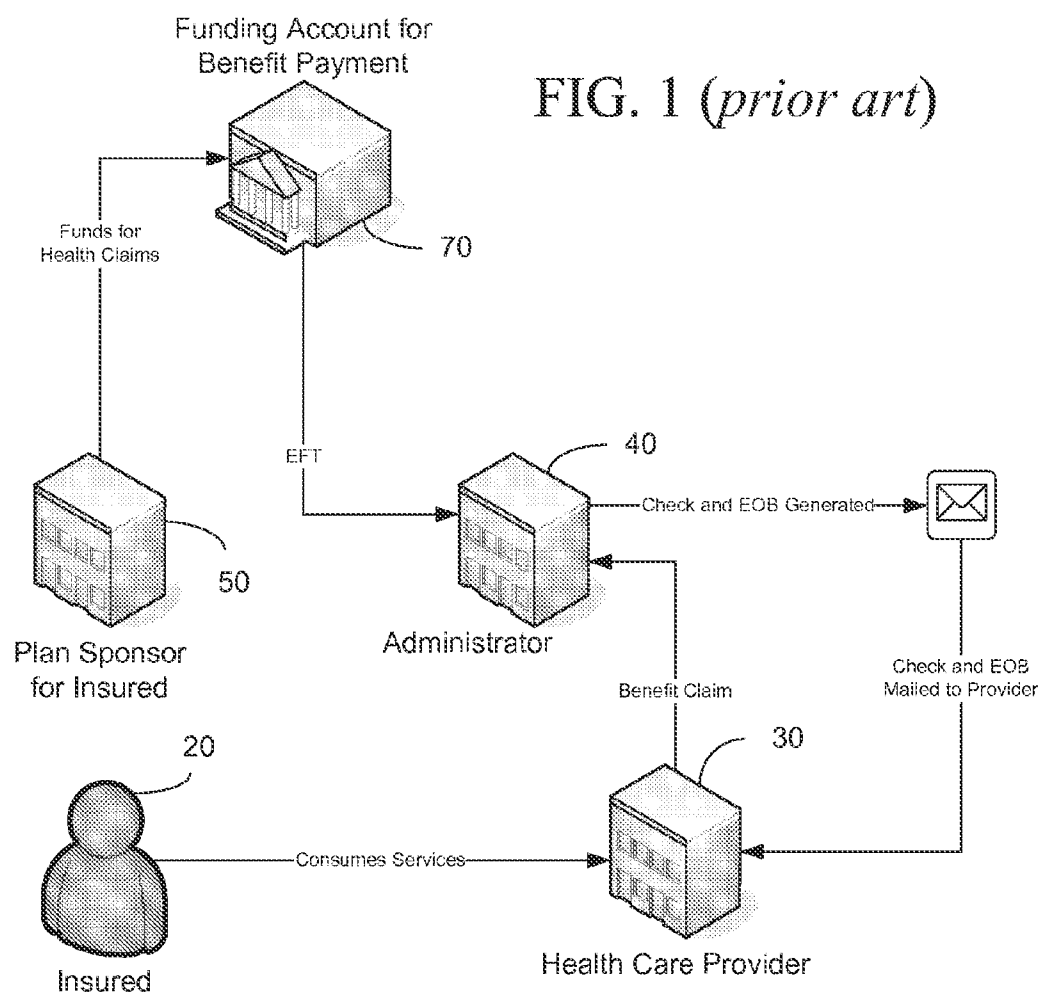 Funding Account for
Benefit Payment
FIG. 1 (prior art)
Funds for
Health Claims
70
EFT
40
Check and EOB Generated
50
Plan Sponsor
for Insured
Administrator
Benefit Claim
Check and EOB
Mailed to Provider
20
30
Consumes Services
Health Care Provider
Insured